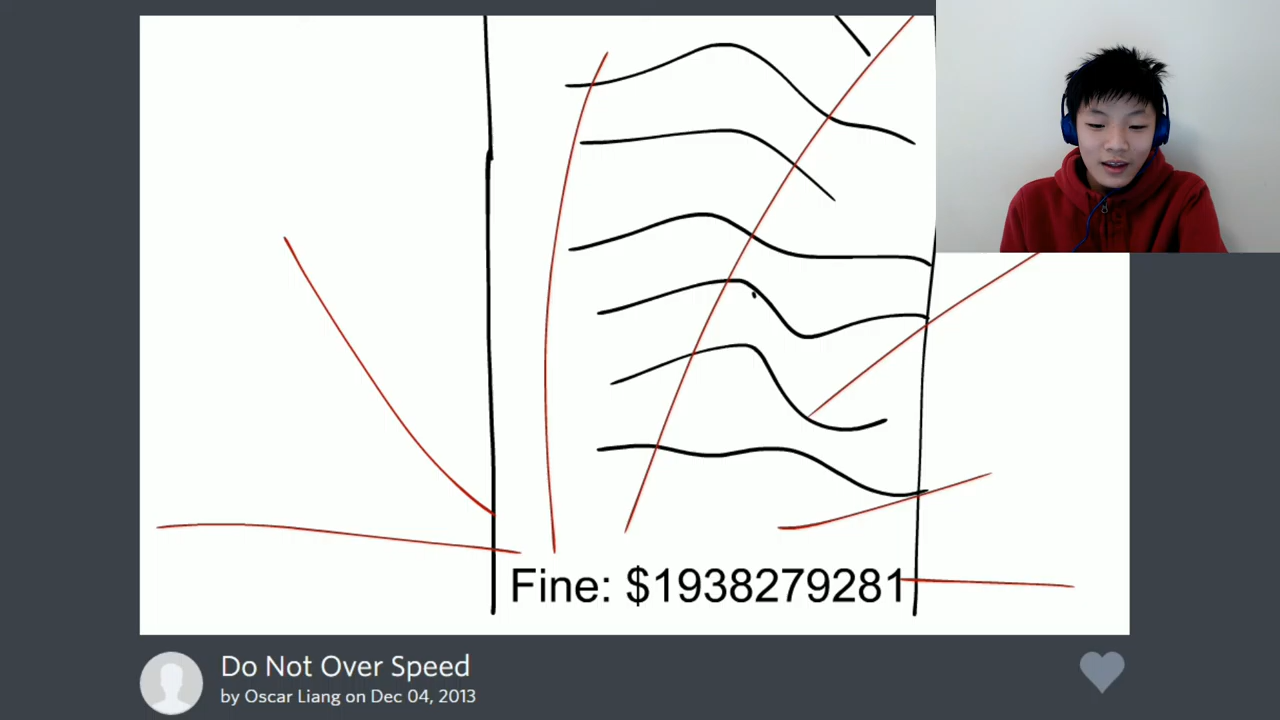 Fine: $1938279281
Do Not Over Speed
by Oscar Liang on Dec 04, 2013